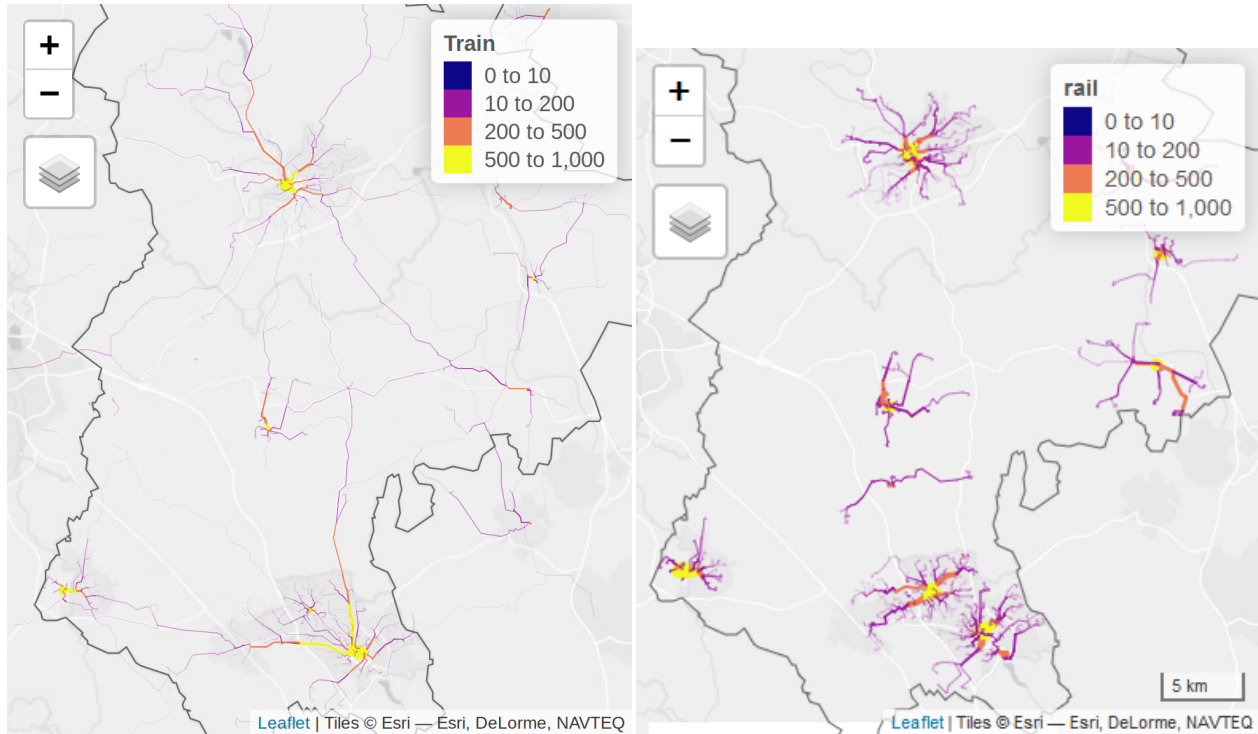 +
−
Train
0 to 10
10 to 200
200 to 500
500 to 1,000
Leaflet | Tiles © Esri — Esri, DeLorme, NAVTEQ
+
−
rail
0 to 10
10 to 200
200 to 500
500 to 1,000
5 km
Leaflet | Tiles © Esri — Esri, DeLorme, NAVTEQ